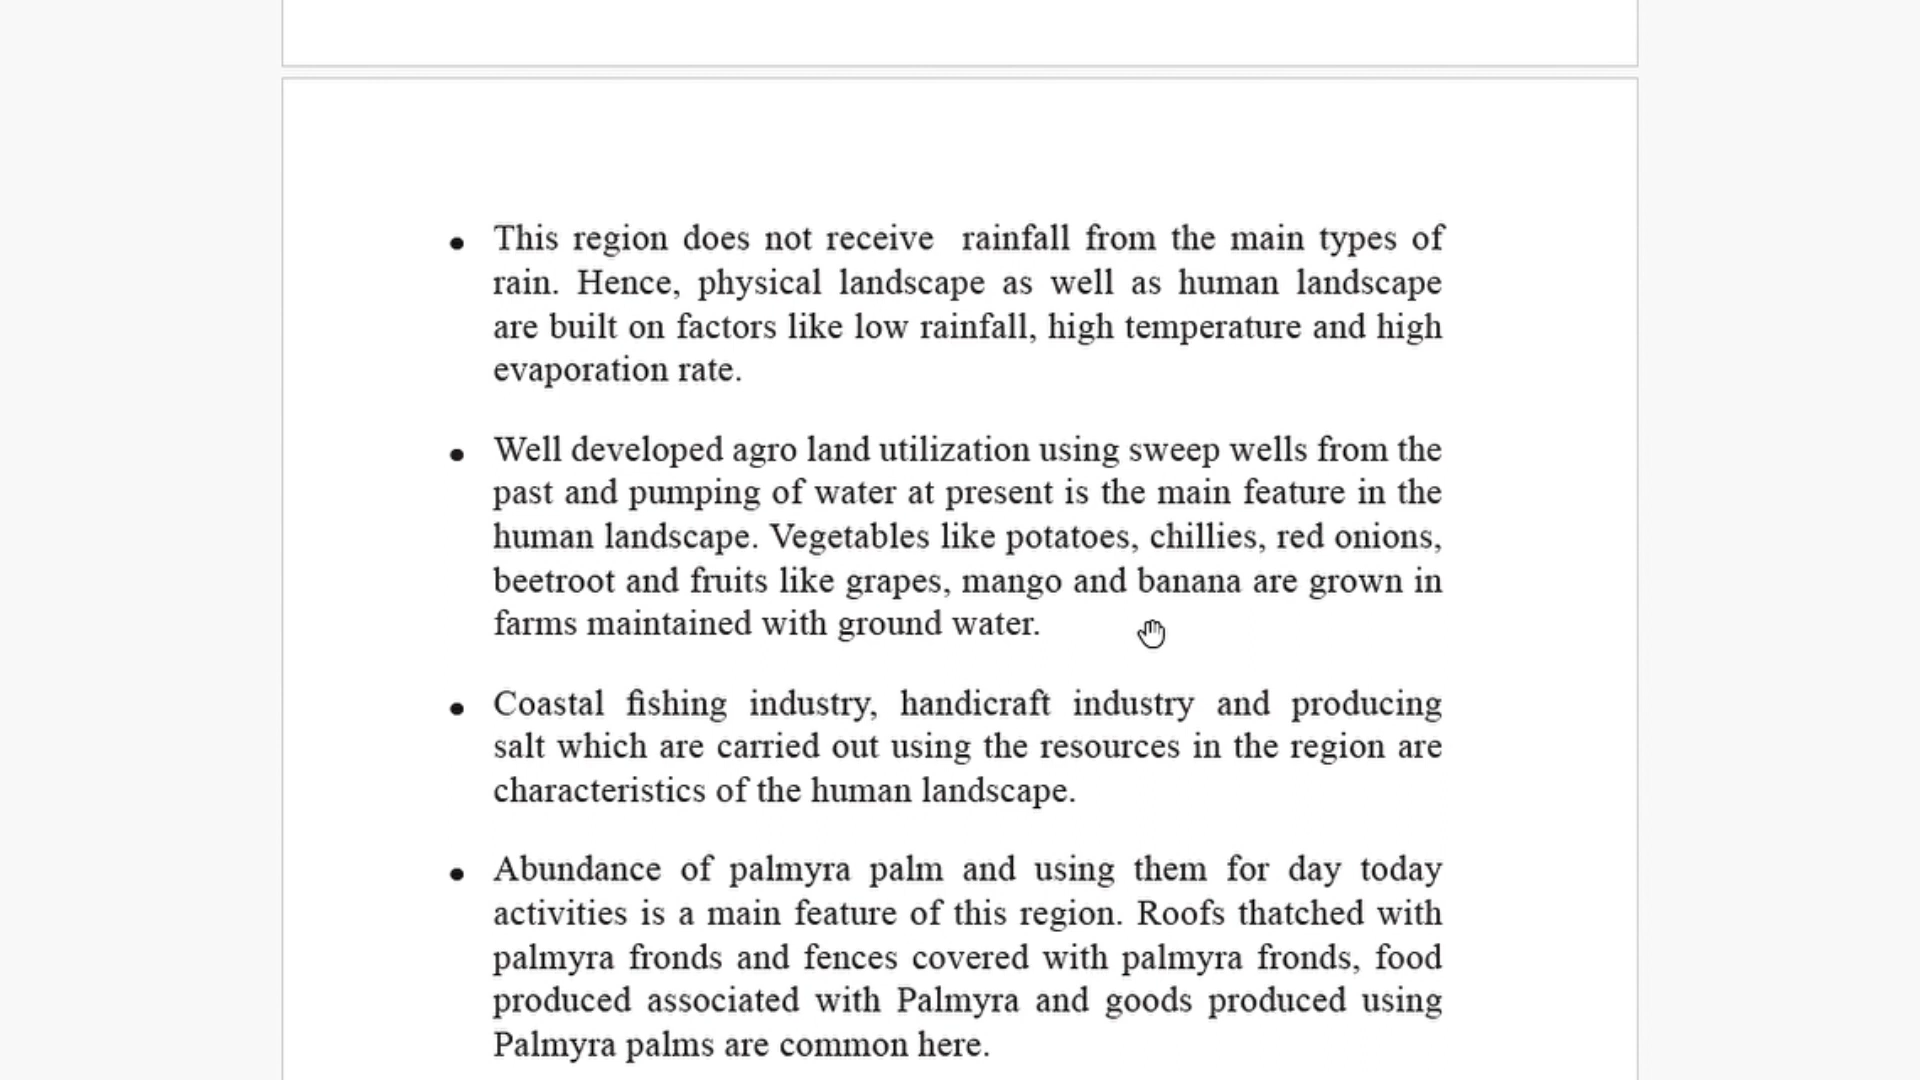 • This region does not receive rainfall from the main types of
rain. Hence, physical landscape as well as human landscape
are built on factors like low rainfall, high temperature and high
evaporation rate.
• Well developed agro land utilization using sweep wells from the
past and pumping of water at present is the main feature in the
human landscape. Vegetables like potatoes, chillies, red onions,
beetroot and fruits like grapes, mango and banana are grown in
farms maintained with ground water.
• Coastal fishing industry, handicraft industry and producing
salt which are carried out using the resources in the region are
characteristics of the human landscape.
• Abundance of palmyra palm and using them for day today
activities is a main feature of this region. Roofs thatched with
palmyra fronds and fences covered with palmyra fronds, food
produced associated with Palmyra and goods produced using
Palmyra palms are common here.